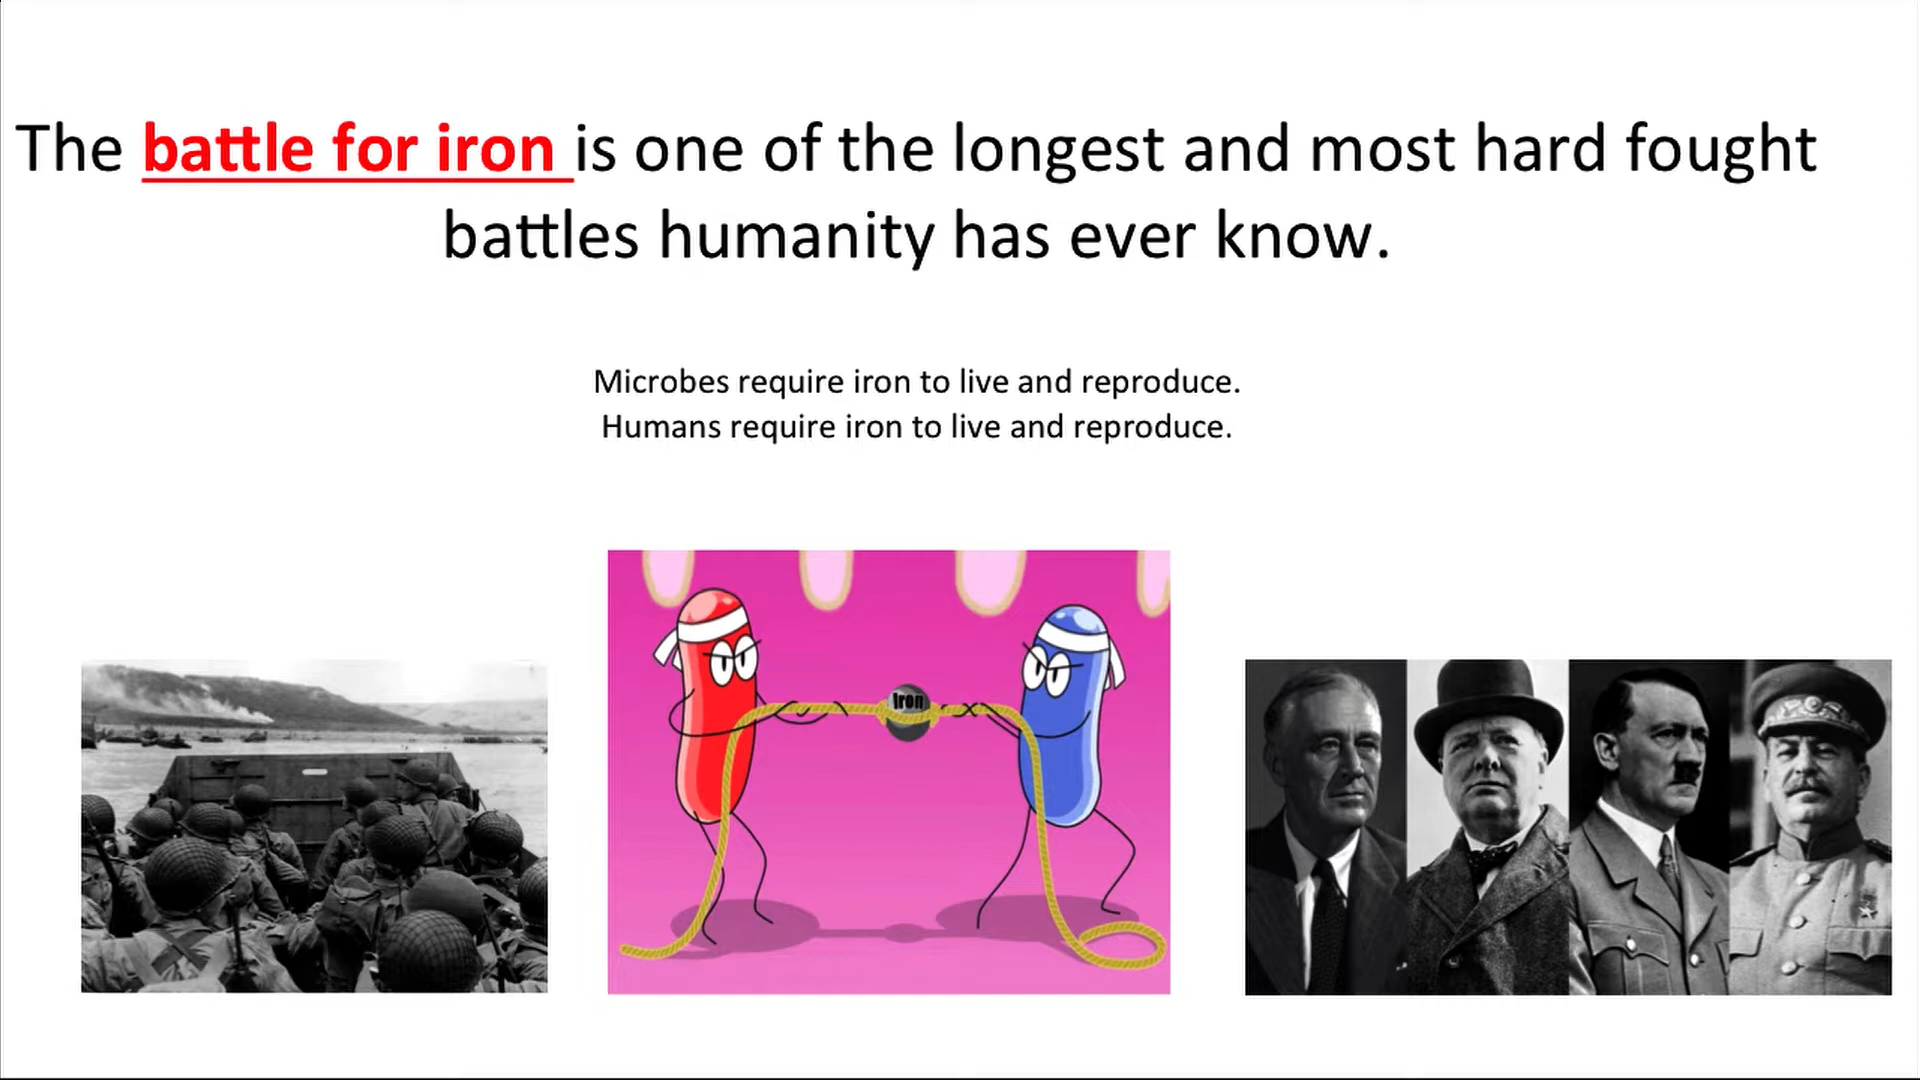 The battle for iron is one of the longest and most hard fought
battles humanity has ever know.
Microbes require iron to live and reproduce.
Humans require iron to live and reproduce.
Iron